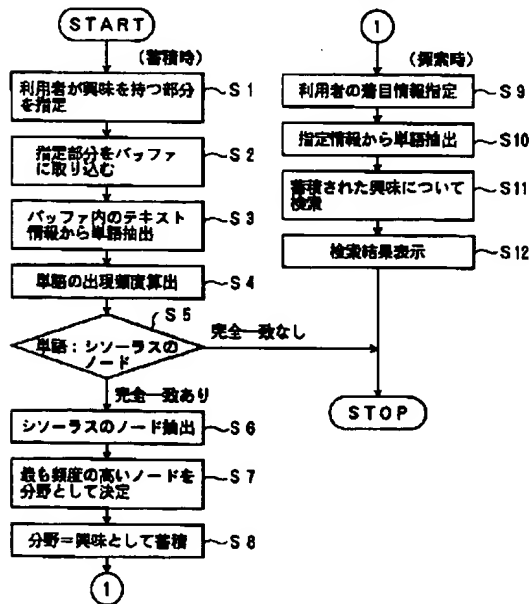 START
(蓄積時)
利用者が興味を持つ部分
を指定
S1
指定部分をバッファ
に取り込む
S2
バッファ内のテキスト
情報から単語抽出
S3
単語の出現頻度算出
S4
S5
単語:シソーラスの
ノード
完全一致なし
完全一致あり
シソーラスのノード抽出
S6
最も頻度の高いノードを
分野として決定
S7
分野=興味として蓄積
S8
1
1
(探索時)
利用者の着目情報指定
S9
指定情報から単語抽出
S10
蓄積された興味について
検索
S11
検索結果表示
S12
STOP